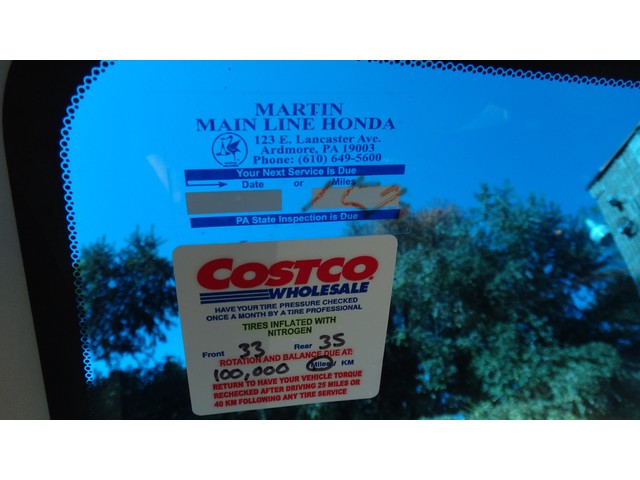 MARTIN
MAIN LINE HONDA
123 E. Lancaster Ave.
Ardmore, PA 19003
Phone: (610) 649-5600
Your Next Service Is Due
Date or Miles
PA State Inspection is Due
COSTCO
WHOLESALE
HAVE YOUR TIRE PRESSURE CHECKED
ONCE A MONTH BY A TIRE PROFESSIONAL
TIRES INFLATED WITH
NITROGEN
Front 33 Rear 35
ROTATION AND BALANCE DUE AT:
100,000 Miles/ KM
RETURN TO HAVE YOUR VEHICLE TORQUE
RECHECKED AFTER DRIVING 25 MILES OR
40 KM FOLLOWING ANY TIRE SERVICE